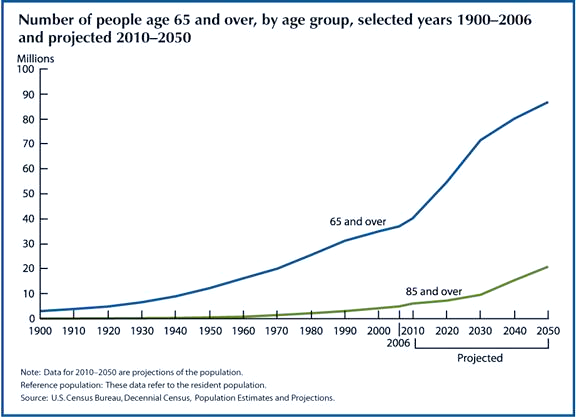 Number of people age 65 and over, by age group, selected years 1900–2006
and projected 2010–2050
Millions
100
90
80
70
60
50
40
30
20
10
0
65 and over
85 and over
1900 1910 1920 1930 1940 1950 1960 1970 1980 1990 2000 2010 2020 2030 2040 2050
2006
Projected
Note: Data for 2010–2050 are projections of the population.
Reference population: These data refer to the resident population.
Source: U.S. Census Bureau, Decennial Census, Population Estimates and Projections.